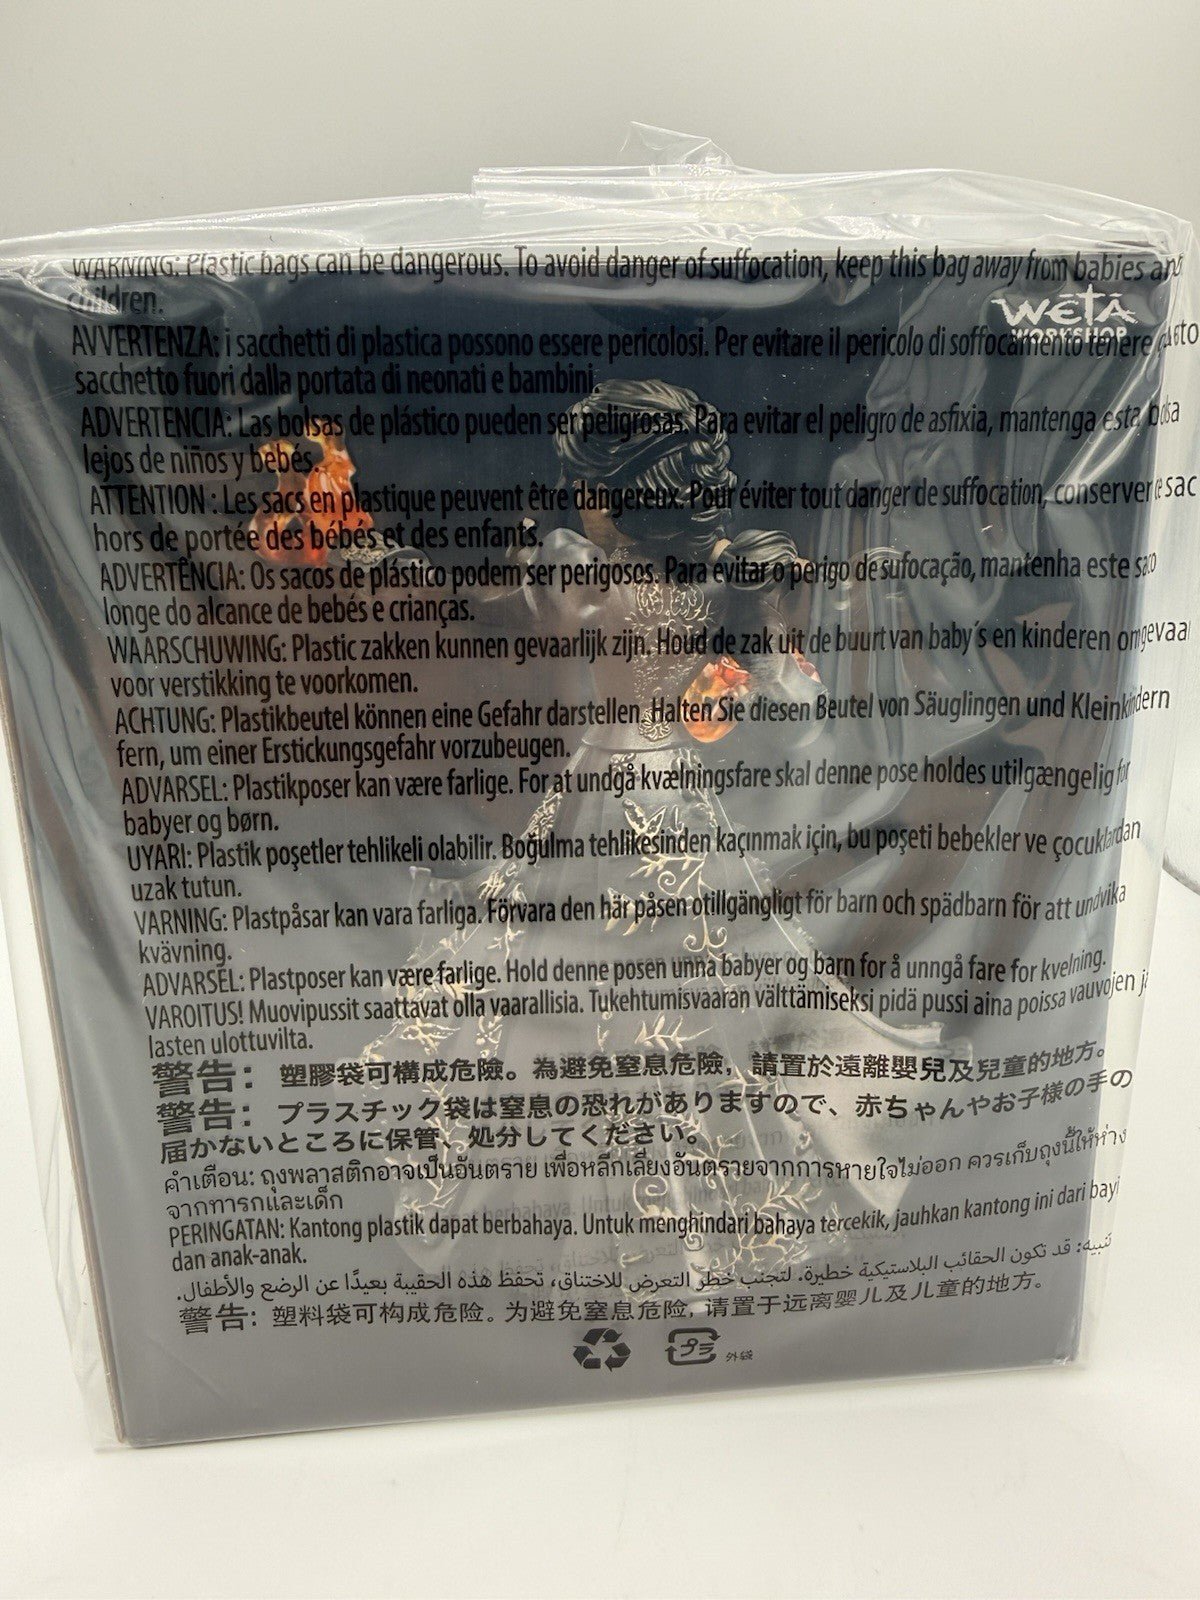 WARNING: Plastic bags can be dangerous. To avoid danger of suffocation, keep this bag away from babies and
children.
WĒTĀ
WORKSHOP
AVVERTENZA: i sacchetti di plastica possono essere pericolosi. Per evitare il pericolo di soffocamento tenere questo
sacchetto fuori dalla portata di neonati e bambini.
ADVERTENCIA: Las bolsas de plástico pueden ser peligrosas. Para evitar el peligro de asfixia, mantenga esta bolsa
lejos de niños y bebés.
ATTENTION : Les sacs en plastique peuvent être dangereux. Pour éviter tout danger de suffocation, conserver ce sac
hors de portée des bébés et des enfants.
ADVERTÊNCIA: Os sacos de plástico podem ser perigosos. Para evitar o perigo de sufocação, mantenha este saco
longe do alcance de bebés e crianças.
WAARSCHUWING: Plastic zakken kunnen gevaarlijk zijn. Houd de zak uit de buurt van baby´s en kinderen om gevaar
voor verstikking te voorkomen.
ACHTUNG: Plastikbeutel können eine Gefahr darstellen. Halten Sie diesen Beutel von Säuglingen und Kleinkindern
fern, um einer Erstickungsgefahr vorzubeugen.
ADVARSEL: Plastikposer kan være farlige. For at undgå kvælningsfare skal denne pose holdes utilgængelig for
babyer og børn.
UYARI: Plastik poşetler tehlikeli olabilir. Boğulma tehlikesinden kaçınmak için, bu poşeti bebekler ve çocuklardan
uzak tutun.
VARNING: Plastpåsar kan vara farliga. Förvara den här påsen otillgängligt för barn och spädbarn för att undvika
kvävning.
ADVARSEL: Plastposer kan være farlige. Hold denne posen unna babyer og barn for å unngå fare for kvelning.
VAROITUS! Muovipussit saattavat olla vaarallisia. Tukehtumisvaaran välttämiseksi pidä pussi aina poissa vauvojen ja
lasten ulottuvilta.
警告：塑膠袋可構成危險。為避免窒息危險，請置於遠離嬰兒及兒童的地方。
警告：プラスチック袋は窒息の恐れがありますので、赤ちゃんやお子様の手の
届かないところに保管、処分してください。
คำเตือน: ถุงพลาสติกอาจเป็นอันตราย เพื่อหลีกเลี่ยงอันตรายจากการหายใจไม่ออก ควรเก็บถุงนี้ให้ห่าง
จากทารกและเด็ก
PERINGATAN: Kantong plastik dapat berbahaya. Untuk menghindari bahaya tercekik, jauhkan kantong ini dari bayi
dan anak-anak.
تنبيه: قد تكون الحقائب البلاستيكية خطيرة. لتجنب خطر التعرض للاختناق، تحفظ هذه الحقيبة بعيدًا عن الرضع والأطفال.
警告：塑料袋可构成危险。为避免窒息危险，请置于远离婴儿及儿童的地方。
プラ 外袋